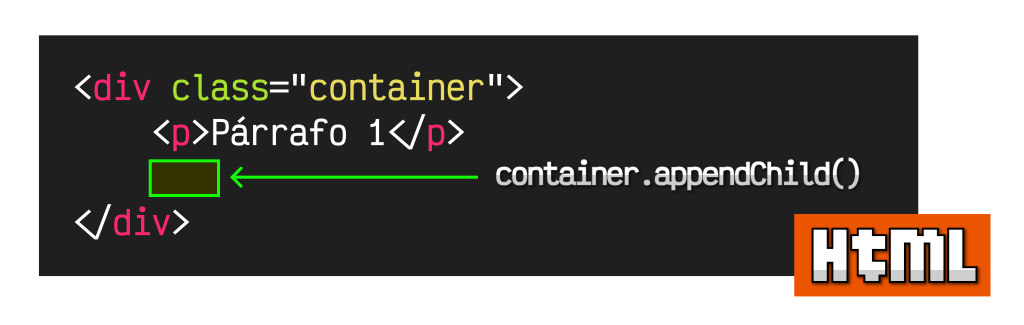 <div class="container">
<p>Párrafo 1</p>
container.appendChild()
</div>
HtML